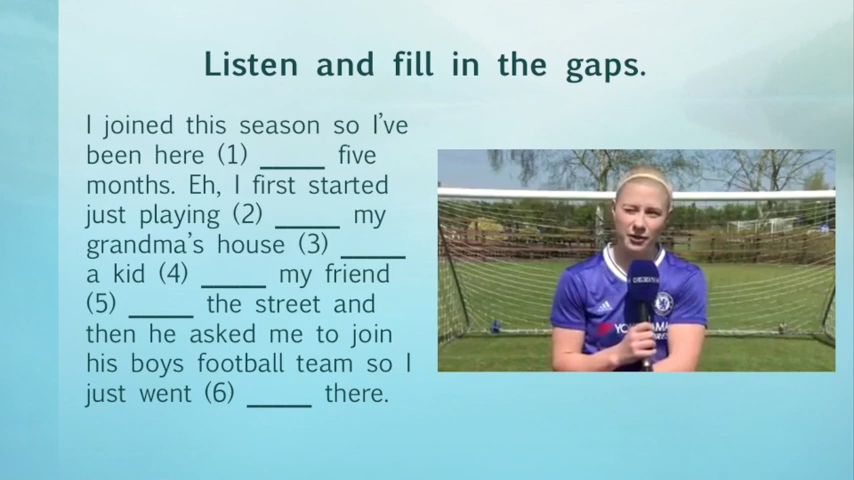 Listen and fill in the gaps.
I joined this season so I've
been here (1) _____ five
months. Eh, I first started
just playing (2) _____ my
grandma's house (3) _____
a kid (4) _____ my friend
(5) _____ the street and
then he asked me to join
his boys football team so I
just went (6) _____ there.